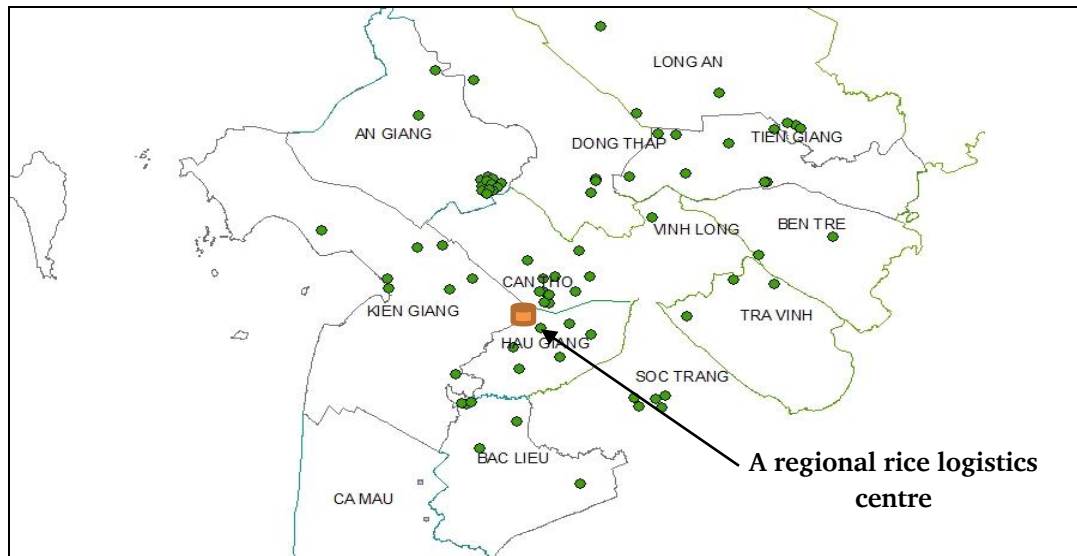 LONG AN
AN GIANG
DONG THAP
TIEN GIANG
VINH LONG
BEN TRE
CAN THO
KIEN GIANG
TRA VINH
HAU GIANG
SOC TRANG
BAC LIEU
CA MAU
A regional rice logistics
centre